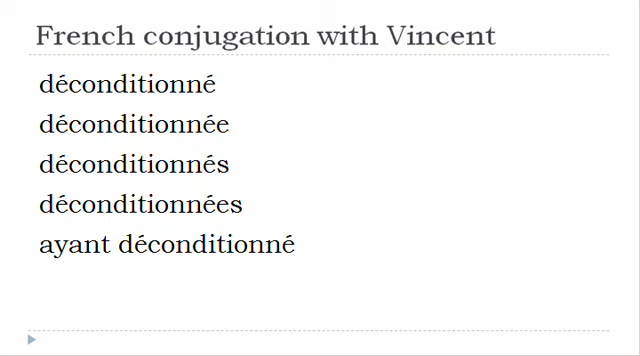 French conjugation with Vincent
déconditionné
déconditionnée
déconditionnés
déconditionnées
ayant déconditionné